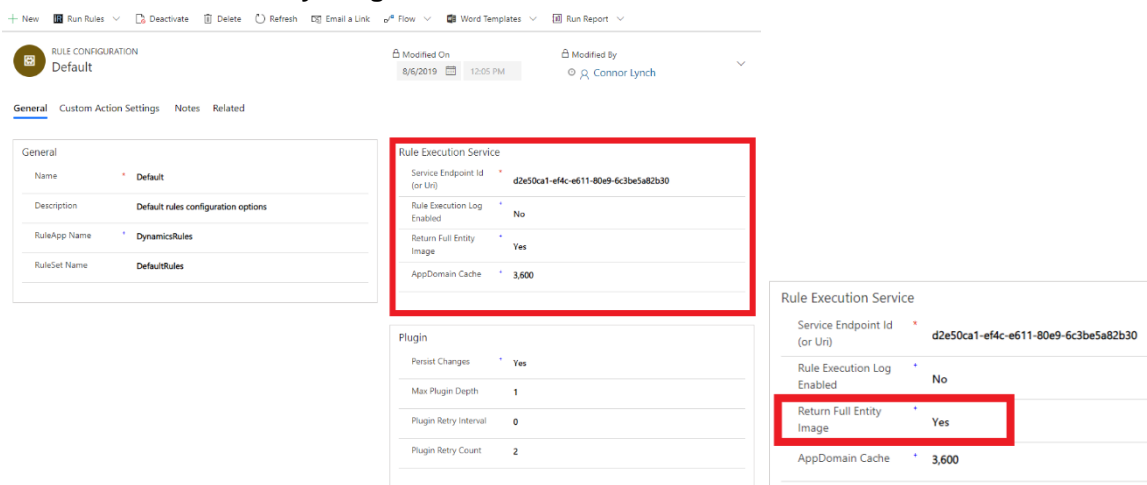 New Run Rules Deactivate Delete Refresh Email a Link Flow Word Templates Run Report
RULE CONFIGURATION
Default
Modified On
8/6/2019 12:05 PM
Modified By
Connor Lynch
General Custom Action Settings Notes Related
General
Name * Default
Description Default rules configuration options
RuleApp Name + DynamicsRules
RuleSet Name DefaultRules
Rule Execution Service
Service Endpoint Id *
(or Uri) d2e50ca1-ef4c-e611-80e9-6c3be5a82b30
Rule Execution Log +
Enabled No
Return Full Entity +
Image Yes
AppDomain Cache + 3,600
Plugin
Persist Changes + Yes
Max Plugin Depth 1
Plugin Retry Interval 0
Plugin Retry Count 2
Rule Execution Service
Service Endpoint Id *
(or Uri) d2e50ca1-ef4c-e611-80e9-6c3be5a82b30
Rule Execution Log +
Enabled No
Return Full Entity +
Image Yes
AppDomain Cache + 3,600